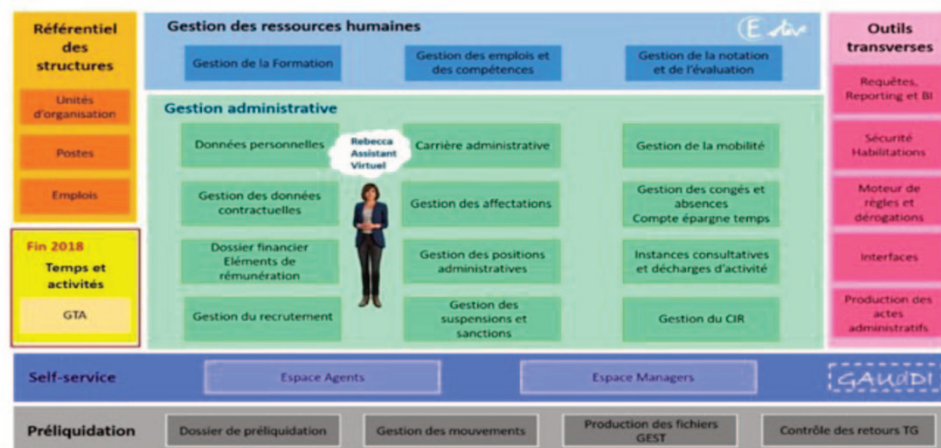 Référentiel
des
structures
Unités
d'organisation
Postes
Emplois
Fin 2018
Temps et
activités
GTA
Gestion des ressources humaines
Gestion de la Formation
Gestion des emplois et
des compétences
Gestion de la notation
et de l'évaluation
Gestion administrative
Données personnelles
Rebecca
Assistant
Virtuel
Carrière administrative
Gestion de la mobilité
Gestion des données
contractuelles
Gestion des affectations
Gestion des congés et
absences
Compte épargne temps
Dossier financier
Eléments de
rémunération
Gestion des positions
administratives
Instances consultatives
et décharges d'activité
Gestion du recrutement
Gestion des
suspensions et
sanctions
Gestion du CIR
Outils
transverses
Requêtes,
Reporting et BI
Sécurité
Habilitations
Moteur de
règles et
dérogations
Interfaces
Production des
actes
administratifs
Self-service
Espace Agents
Espace Managers
GAUdDI
Préliquidation
Dossier de préliquidation
Gestion des mouvements
Production des fichiers
GEST
Contrôle des retours TG